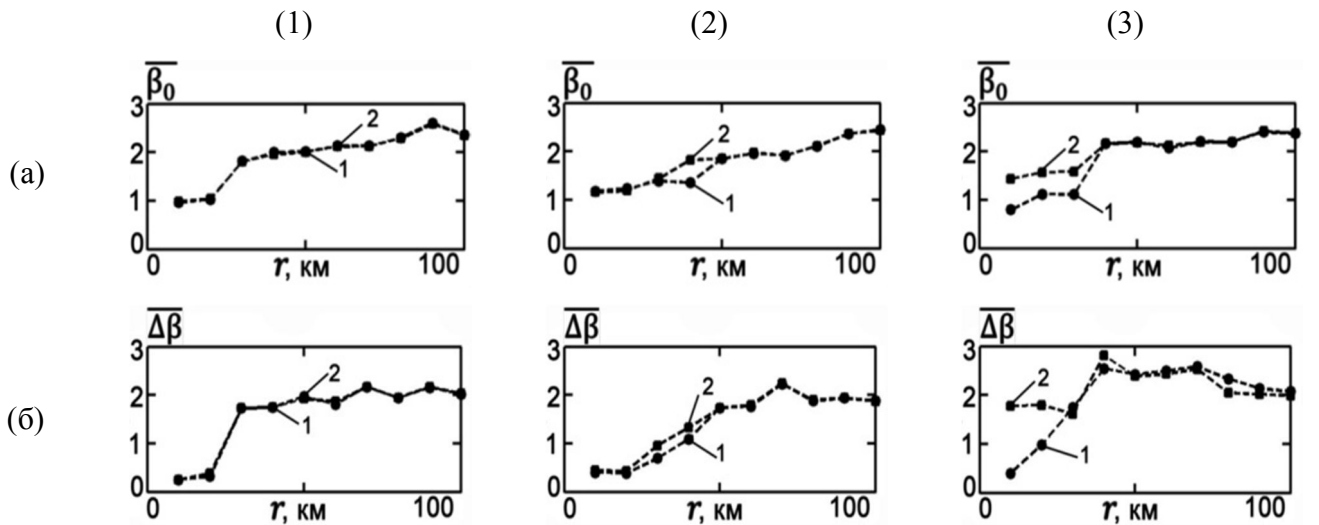 (1) (2) (3)
β₀ β₀ β₀
3 3 3
(а) 2 2 2 2 2 2
1 1 1 1 1 1
0 0 0
0 r, км 100 0 r, км 100 0 r, км 100
Δβ Δβ Δβ
3 3 3
(б) 2 2 2 2 2 2
1 1 1 1 1 1
0 0 0
0 r, км 100 0 r, км 100 0 r, км 100